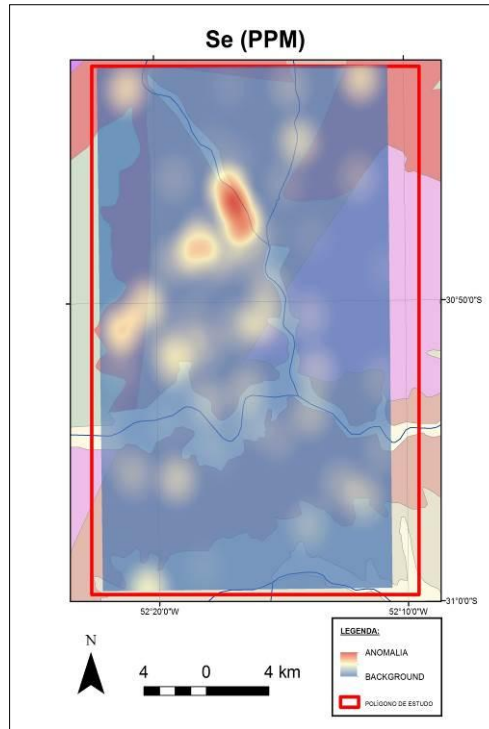 Se (PPM)
30°50'0"S
31°0'0"S
52°20'0"W
52°10'0"W
N
4 0 4 km
LEGENDA:
ANOMALIA
BACKGROUND
POLÍGONO DE ESTUDO